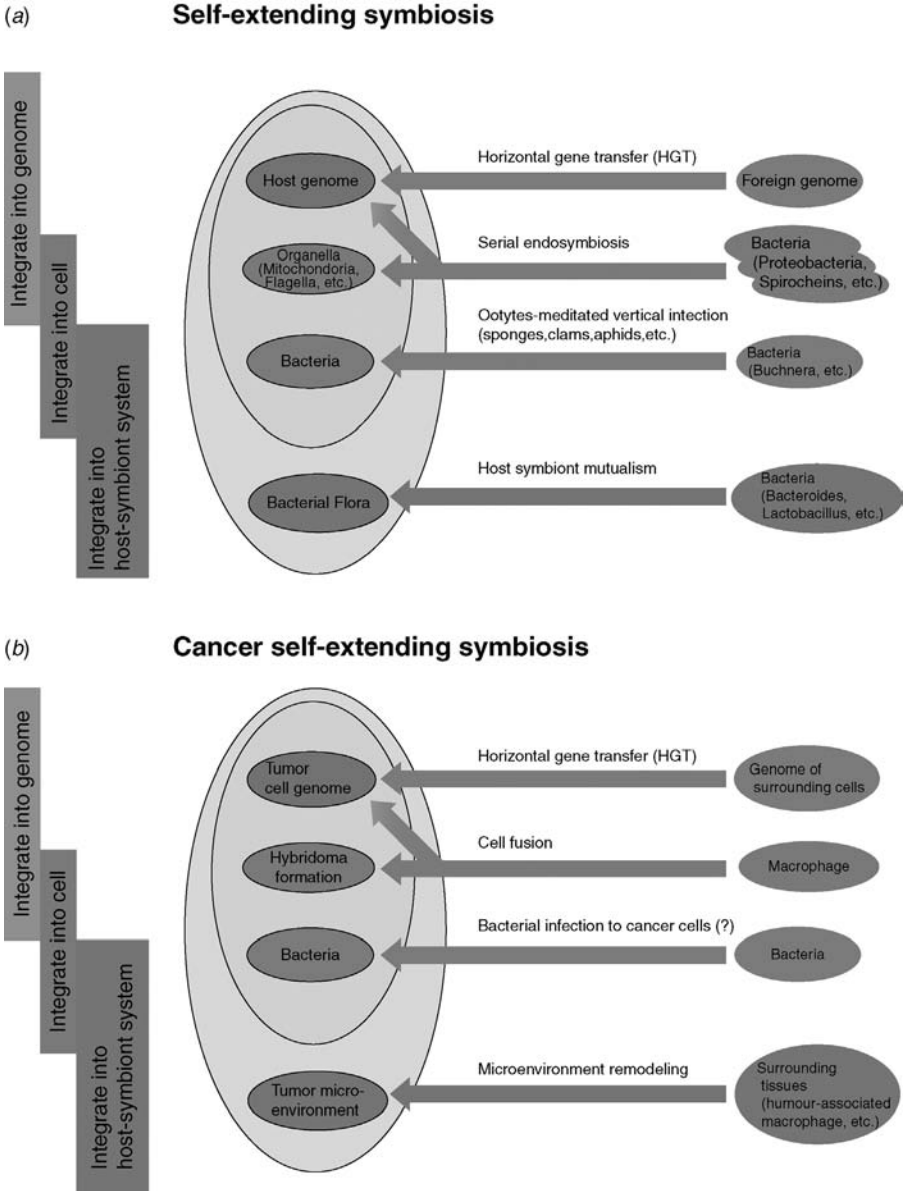 (a)
Self-extending symbiosis
Integrate into genome
Integrate into cell
Integrate into
host-symbiont system
Host genome
Horizontal gene transfer (HGT)
Foreign genome
Organella
(Mitochondoria,
Flagella, etc.)
Serial endosymbiosis
Bacteria
(Proteobacteria,
Spirocheins, etc.)
Bacteria
Ootytes-meditated vertical infection
(sponges,clams,aphids,etc.)
Bacteria
(Buchnera, etc.)
Bacterial Flora
Host symbiont mutualism
Bacteria
(Bacteroides,
Lactobacillus, etc.)
(b)
Cancer self-extending symbiosis
Integrate into genome
Integrate into cell
Integrate into
host-symbiont system
Tumor
cell genome
Horizontal gene transfer (HGT)
Genome of
surrounding cells
Hybridoma
formation
Cell fusion
Macrophage
Bacteria
Bacterial infection to cancer cells (?)
Bacteria
Tumor micro-
environment
Microenvironment remodeling
Surrounding
tissues
(humour-associated
macrophage, etc.)